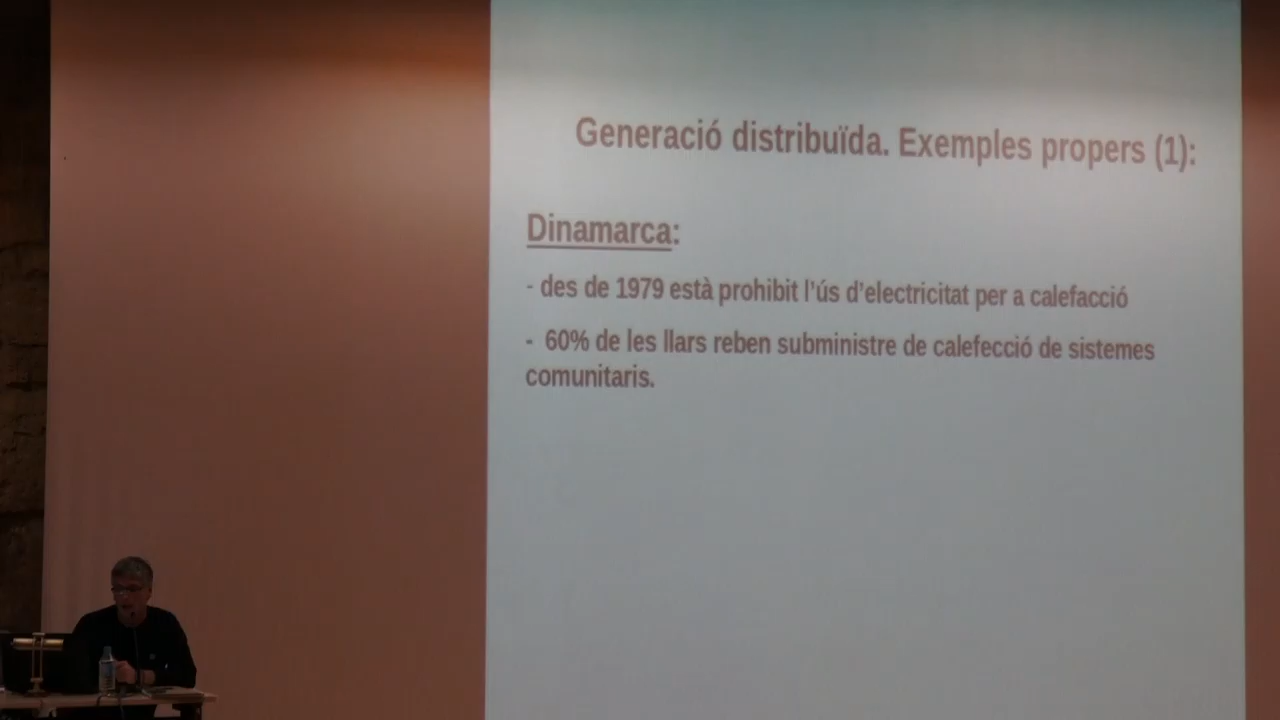 Generació distribuïda. Exemples propers (1):
Dinamarca:
- des de 1979 està prohibit l’ús d’electricitat per a calefacció
- 60% de les llars reben subministre de calefecció de sistemes
comunitaris.